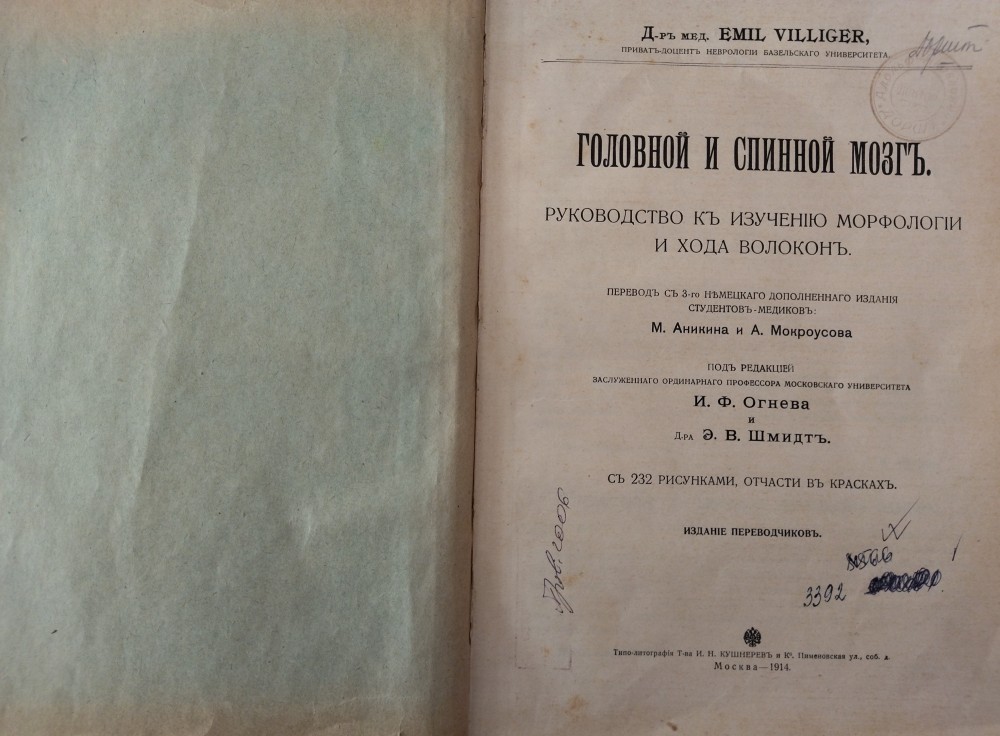 Д-ръ мед. EMIL VILLIGER,
ПРИВАТЪ-ДОЦЕНТЪ НЕВРОЛОГІИ БАЗЕЛЬСКАГО УНИВЕРСИТЕТА.
ГОЛОВНОЙ И СПИННОЙ МОЗГЪ.
РУКОВОДСТВО КЪ ИЗУЧЕНІЮ МОРФОЛОГІИ
И ХОДА ВОЛОКОНЪ.
ПЕРЕВОДЪ СЪ 3-го НѢМЕЦКАГО ДОПОЛНЕННАГО ИЗДАНІЯ
СТУДЕНТОВЪ-МЕДИКОВЪ:
М. Аникина и А. Мокроусова
ПОДЪ РЕДАКЦІЕЙ
ЗАСЛУЖЕННАГО ОРДИНАРНАГО ПРОФЕССОРА МОСКОВСКАГО УНИВЕРСИТЕТА
И. Ф. Огнева
и
Д-РА Э. В. Шмидтъ.
СЪ 232 РИСУНКАМИ, ОТЧАСТИ ВЪ КРАСКАХЪ.
ИЗДАНІЕ ПЕРЕВОДЧИКОВЪ.
3392
Пров. 2006
Типо-литографія Т-ва И. Н. КУШНЕРЕВЪ и Кº. Пименовская ул., соб. д.
Москва—1914.